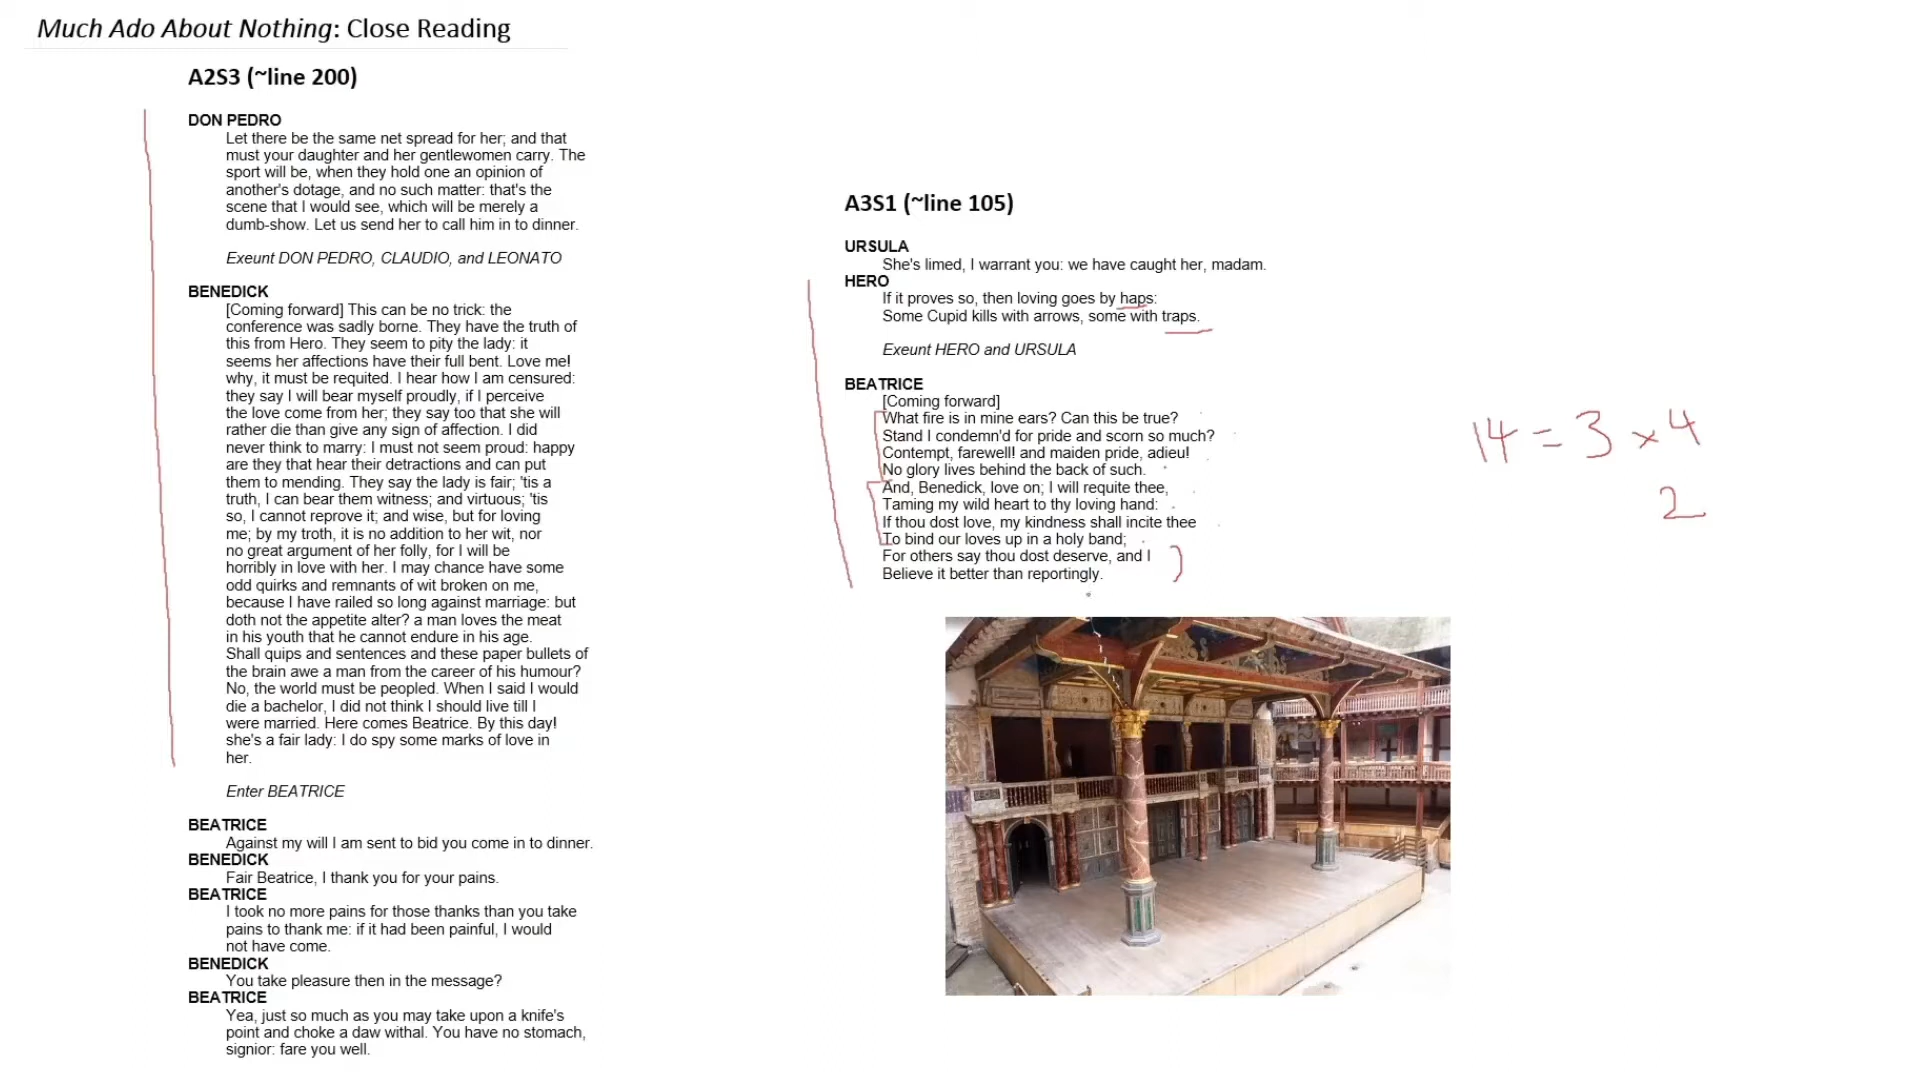 Much Ado About Nothing: Close Reading
A2S3 (~line 200)
DON PEDRO
Let there be the same net spread for her; and that
must your daughter and her gentlewomen carry. The
sport will be, when they hold one an opinion of
another's dotage, and no such matter: that's the
scene that I would see, which will be merely a
dumb-show. Let us send her to call him in to dinner.
Exeunt DON PEDRO, CLAUDIO, and LEONATO
BENEDICK
[Coming forward] This can be no trick: the
conference was sadly borne. They have the truth of
this from Hero. They seem to pity the lady: it
seems her affections have their full bent. Love me!
why, it must be requited. I hear how I am censured:
they say I will bear myself proudly, if I perceive
the love come from her; they say too that she will
rather die than give any sign of affection. I did
never think to marry: I must not seem proud: happy
are they that hear their detractions and can put
them to mending. They say the lady is fair; 'tis a
truth, I can bear them witness; and virtuous; 'tis
so, I cannot reprove it; and wise, but for loving
me; by my troth, it is no addition to her wit, nor
no great argument of her folly, for I will be
horribly in love with her. I may chance have some
odd quirks and remnants of wit broken on me,
because I have railed so long against marriage: but
doth not the appetite alter? a man loves the meat
in his youth that he cannot endure in his age.
Shall quips and sentences and these paper bullets of
the brain awe a man from the career of his humour?
No, the world must be peopled. When I said I would
die a bachelor, I did not think I should live till I
were married. Here comes Beatrice. By this day!
she's a fair lady: I do spy some marks of love in
her.
Enter BEATRICE
BEATRICE
Against my will I am sent to bid you come in to dinner.
BENEDICK
Fair Beatrice, I thank you for your pains.
BEATRICE
I took no more pains for those thanks than you take
pains to thank me: if it had been painful, I would
not have come.
BENEDICK
You take pleasure then in the message?
BEATRICE
Yea, just so much as you may take upon a knife's
point and choke a daw withal. You have no stomach,
signior: fare you well.
A3S1 (~line 105)
URSULA
She's limed, I warrant you: we have caught her, madam.
HERO
If it proves so, then loving goes by haps:
Some Cupid kills with arrows, some with traps.
Exeunt HERO and URSULA
BEATRICE
[Coming forward]
What fire is in mine ears? Can this be true?
Stand I condemn'd for pride and scorn so much?
Contempt, farewell! and maiden pride, adieu!
No glory lives behind the back of such.
And, Benedick, love on; I will requite thee,
Taming my wild heart to thy loving hand:
If thou dost love, my kindness shall incite thee
To bind our loves up in a holy band;
For others say thou dost deserve, and I
Believe it better than reportingly.
14 = 3 x 4
2